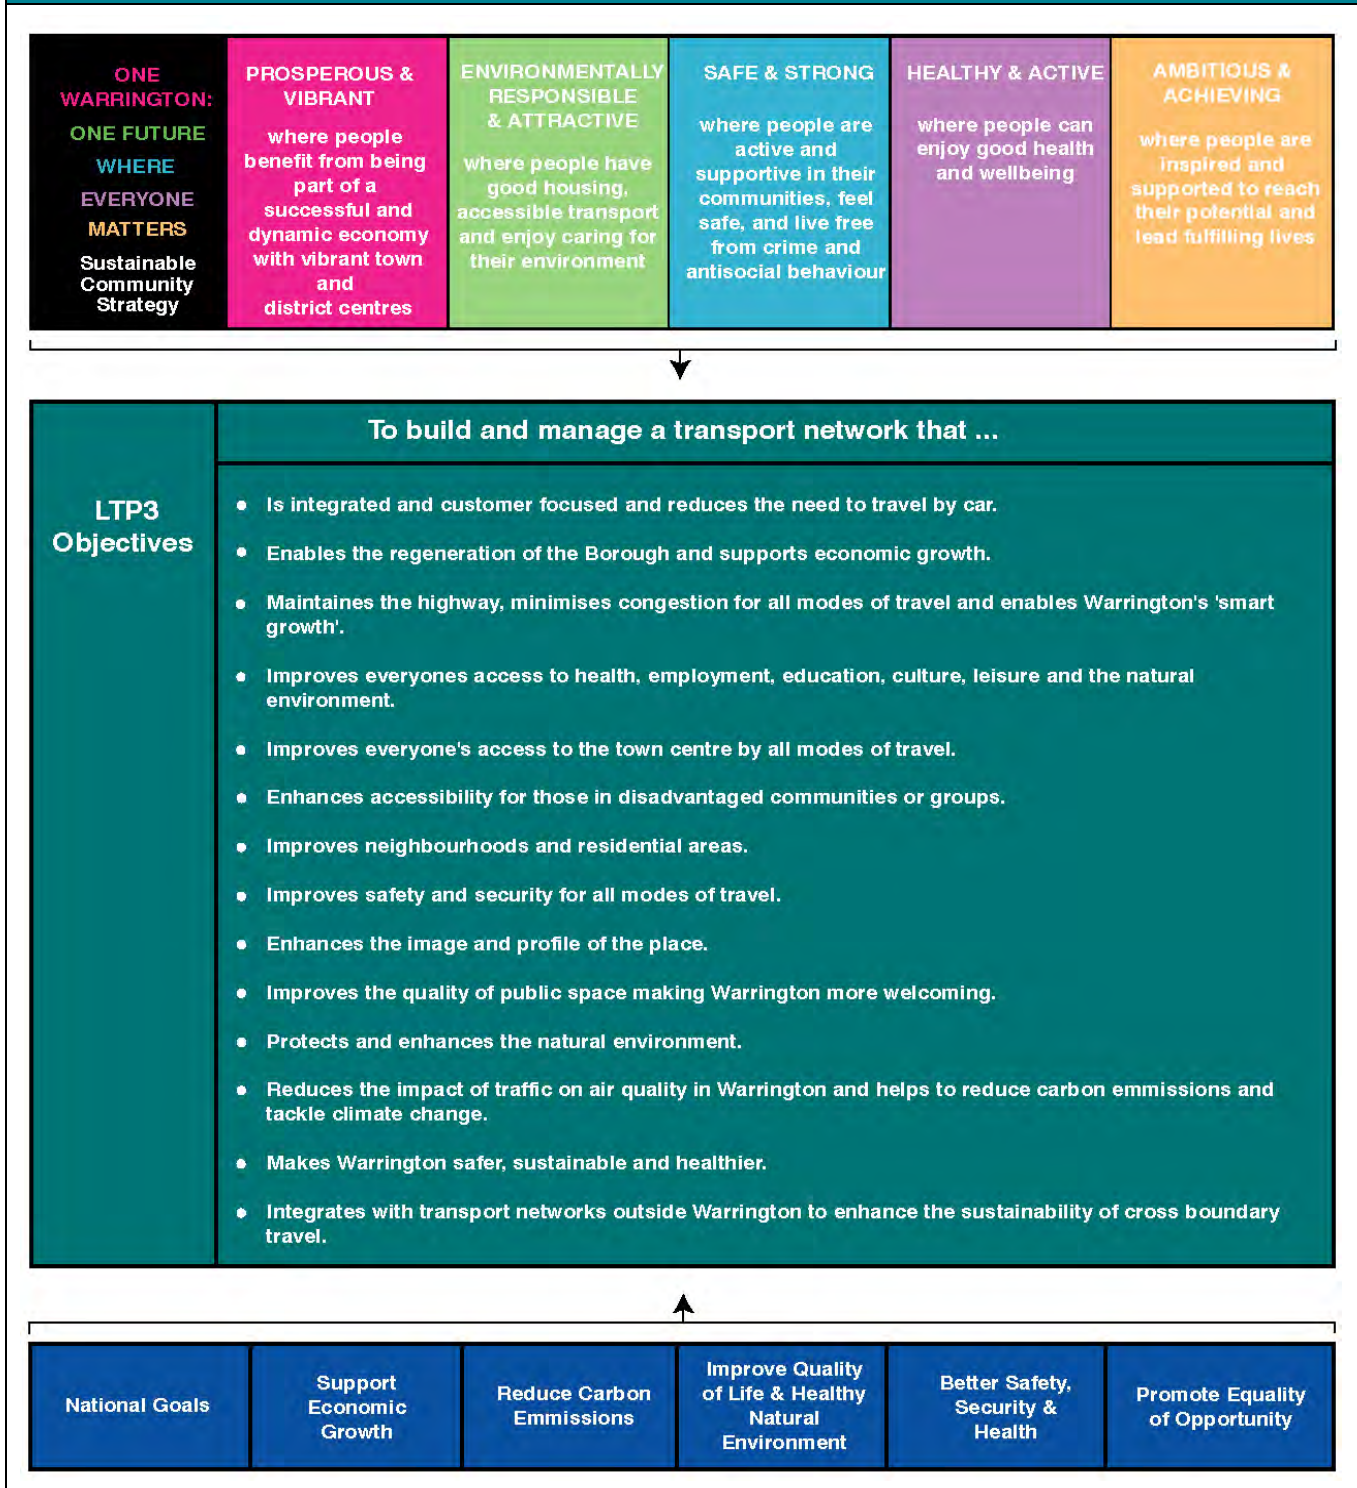 ONE
WARRINGTON:
ONE FUTURE
WHERE
EVERYONE
MATTERS
Sustainable
Community
Strategy
PROSPEROUS &
VIBRANT
where people
benefit from being
part of a
successful and
dynamic economy
with vibrant town
and
district centres
ENVIRONMENTALLY
RESPONSIBLE
& ATTRACTIVE
where people have
good housing,
accessible transport
and enjoy caring for
their environment
SAFE & STRONG
where people are
active and
supportive in their
communities, feel
safe, and live free
from crime and
antisocial behaviour
HEALTHY & ACTIVE
where people can
enjoy good health
and wellbeing
AMBITIOUS &
ACHIEVING
where people are
inspired and
supported to reach
their potential and
lead fulfilling lives
LTP3
Objectives
To build and manage a transport network that ...
• Is integrated and customer focused and reduces the need to travel by car.
• Enables the regeneration of the Borough and supports economic growth.
• Maintaines the highway, minimises congestion for all modes of travel and enables Warrington's 'smart
growth'.
• Improves everyones access to health, employment, education, culture, leisure and the natural
environment.
• Improves everyone's access to the town centre by all modes of travel.
• Enhances accessibility for those in disadvantaged communities or groups.
• Improves neighbourhoods and residential areas.
• Improves safety and security for all modes of travel.
• Enhances the image and profile of the place.
• Improves the quality of public space making Warrington more welcoming.
• Protects and enhances the natural environment.
• Reduces the impact of traffic on air quality in Warrington and helps to reduce carbon emmissions and
tackle climate change.
• Makes Warrington safer, sustainable and healthier.
• Integrates with transport networks outside Warrington to enhance the sustainability of cross boundary
travel.
National Goals
Support
Economic
Growth
Reduce Carbon
Emmissions
Improve Quality
of Life & Healthy
Natural
Environment
Better Safety,
Security &
Health
Promote Equality
of Opportunity